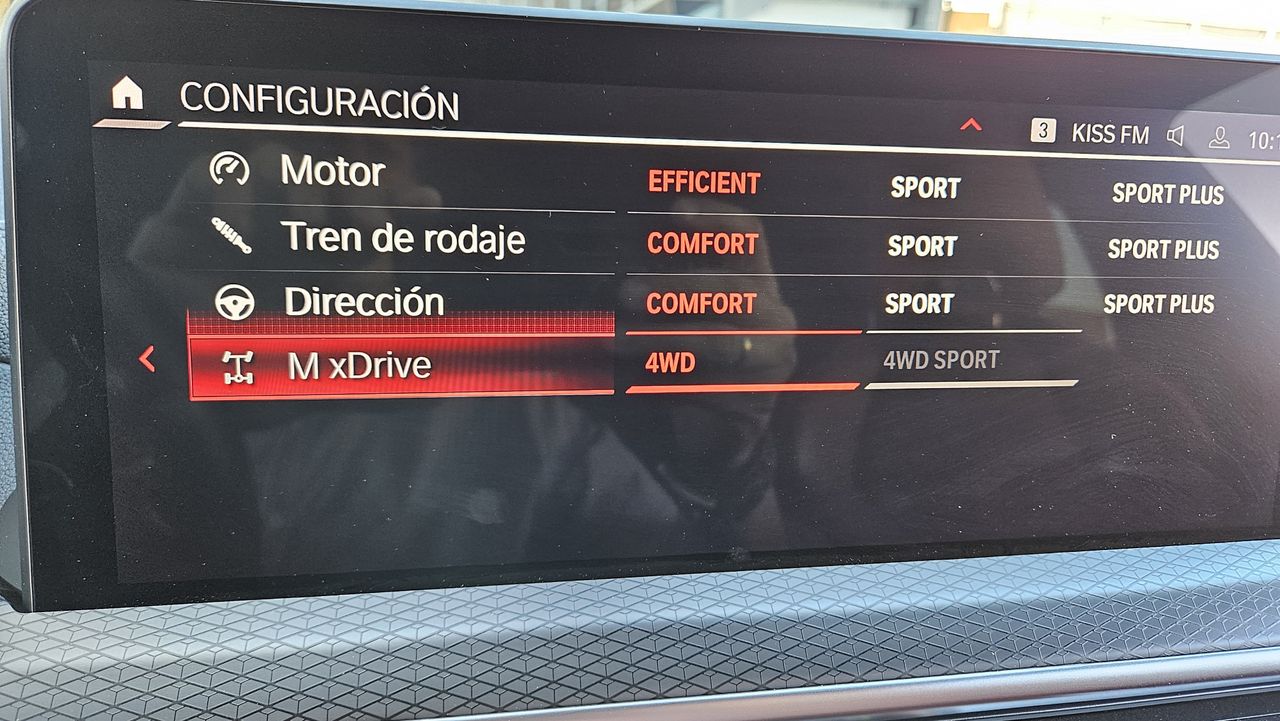 CONFIGURACIÓN
3 KISS FM
Motor EFFICIENT SPORT SPORT PLUS
Tren de rodaje COMFORT SPORT SPORT PLUS
Dirección COMFORT SPORT SPORT PLUS
M xDrive 4WD 4WD SPORT